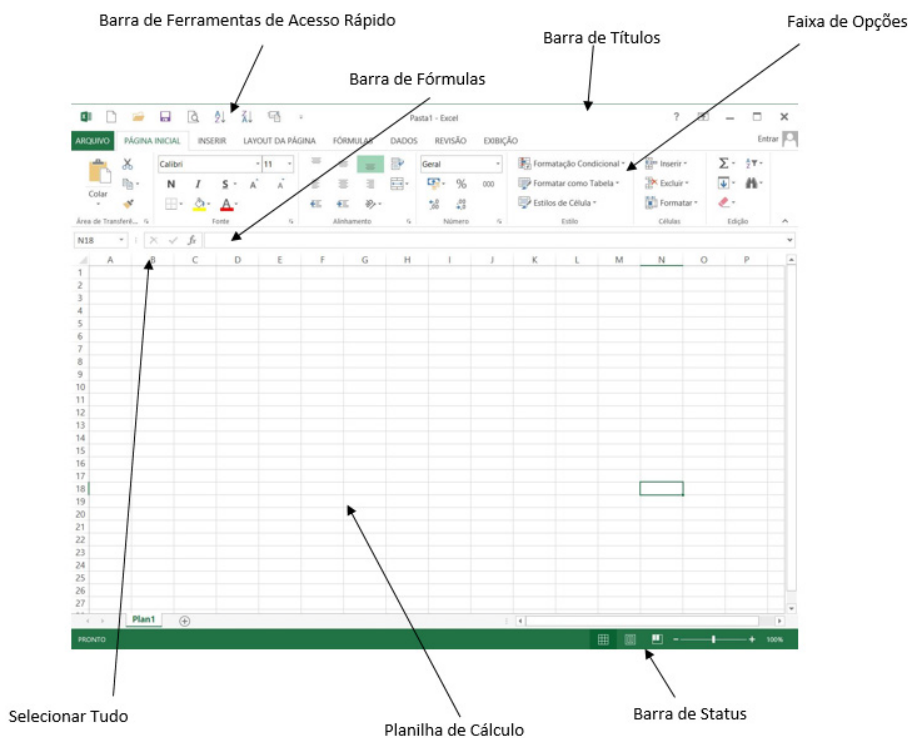 Barra de Ferramentas de Acesso Rápido
Faixa de Opções
Barra de Títulos
Barra de Fórmulas
Pasta1 - Excel
?
ARQUIVO PÁGINA INICIAL INSERIR LAYOUT DA PÁGINA FÓRMULAS DADOS REVISÃO EXIBIÇÃO Entrar
Calibri 11 Geral Formatação Condicional Inserir Σ
Colar N I S A A % 000 Formatar como Tabela Excluir
A Estilos de Célula Formatar
Área de Transferê... Fonte Alinhamento Número Estilo Células Edição
N18 fx
A B C D E F G H I J K L M N O P
1
2
3
4
5
6
7
8
9
10
11
12
13
14
15
16
17
18
19
20
21
22
23
24
25
26
27
Plan1
PRONTO 100%
Selecionar Tudo
Planilha de Cálculo
Barra de Status